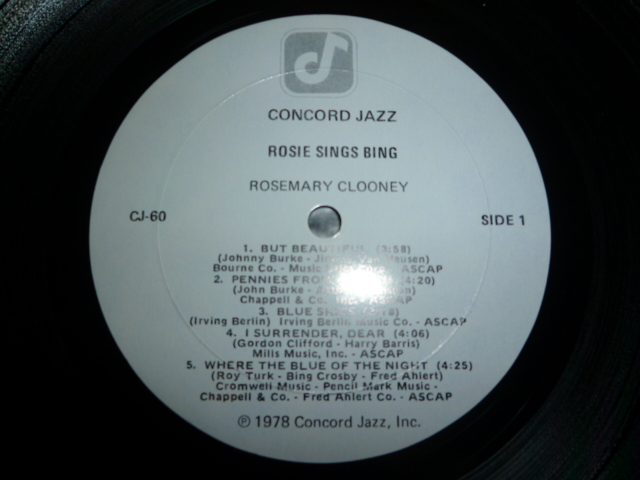 CONCORD JAZZ
ROSIE SINGS BING
ROSEMARY CLOONEY
CJ-60
SIDE 1
1. BUT BEAUTIFUL (3:58)
(Johnny Burke -
Bourne Co. - Music - ASCAP
2. PENNIES FROM (4:20)
(John Burke -
Chappell & Co. - ASCAP
3. BLUE
(Irving Berlin) Irving Berlin Music Co. - ASCAP
4. I SURRENDER, DEAR (4:06)
(Gordon Clifford - Harry Barris)
Mills Music, Inc. - ASCAP
5. WHERE THE BLUE OF THE NIGHT (4:25)
(Roy Turk - Bing Crosby - Fred Ahlert)
Cromwell Music - Pencil Mark Music -
Chappell & Co. - Fred Ahlert Co. - ASCAP
℗ 1978 Concord Jazz, Inc.